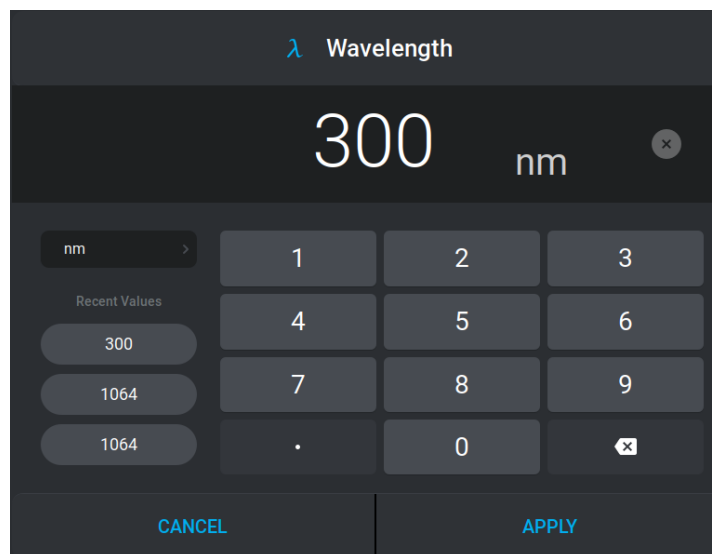 λ Wavelength
300 nm
nm
Recent Values
300
1064
1064
1 2 3
4 5 6
7 8 9
. 0
CANCEL APPLY